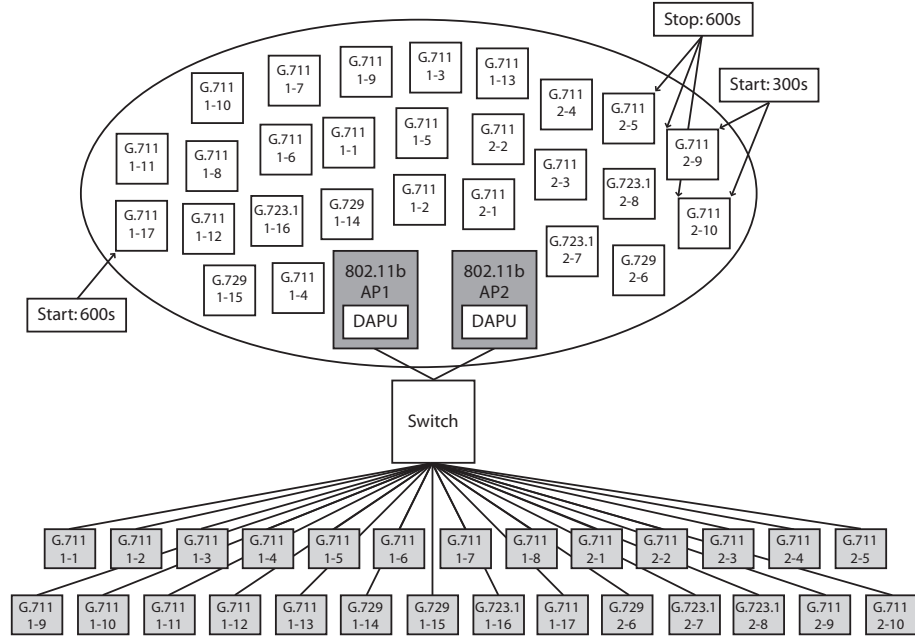 Stop: 600s
Start: 300s
G.711
1-10
G.711
1-7
G.711
1-9
G.711
1-3
G.711
1-13
G.711
2-4
G.711
2-5
G.711
2-9
G.711
1-11
G.711
1-8
G.711
1-6
G.711
1-1
G.711
1-5
G.711
2-2
G.711
2-3
G.723.1
2-8
G.711
2-10
G.711
1-17
G.711
1-12
G.723.1
1-16
G.729
1-14
G.711
1-2
G.711
2-1
G.723.1
2-7
G.729
2-6
G.729
1-15
G.711
1-4
802.11b
AP1
DAPU
802.11b
AP2
DAPU
Start: 600s
Switch
G.711
1-1
G.711
1-2
G.711
1-3
G.711
1-4
G.711
1-5
G.711
1-6
G.711
1-7
G.711
1-8
G.711
2-1
G.711
2-2
G.711
2-3
G.711
2-4
G.711
2-5
G.711
1-9
G.711
1-10
G.711
1-11
G.711
1-12
G.711
1-13
G.729
1-14
G.729
1-15
G.723.1
1-16
G.711
1-17
G.729
2-6
G.723.1
2-7
G.723.1
2-8
G.711
2-9
G.711
2-10